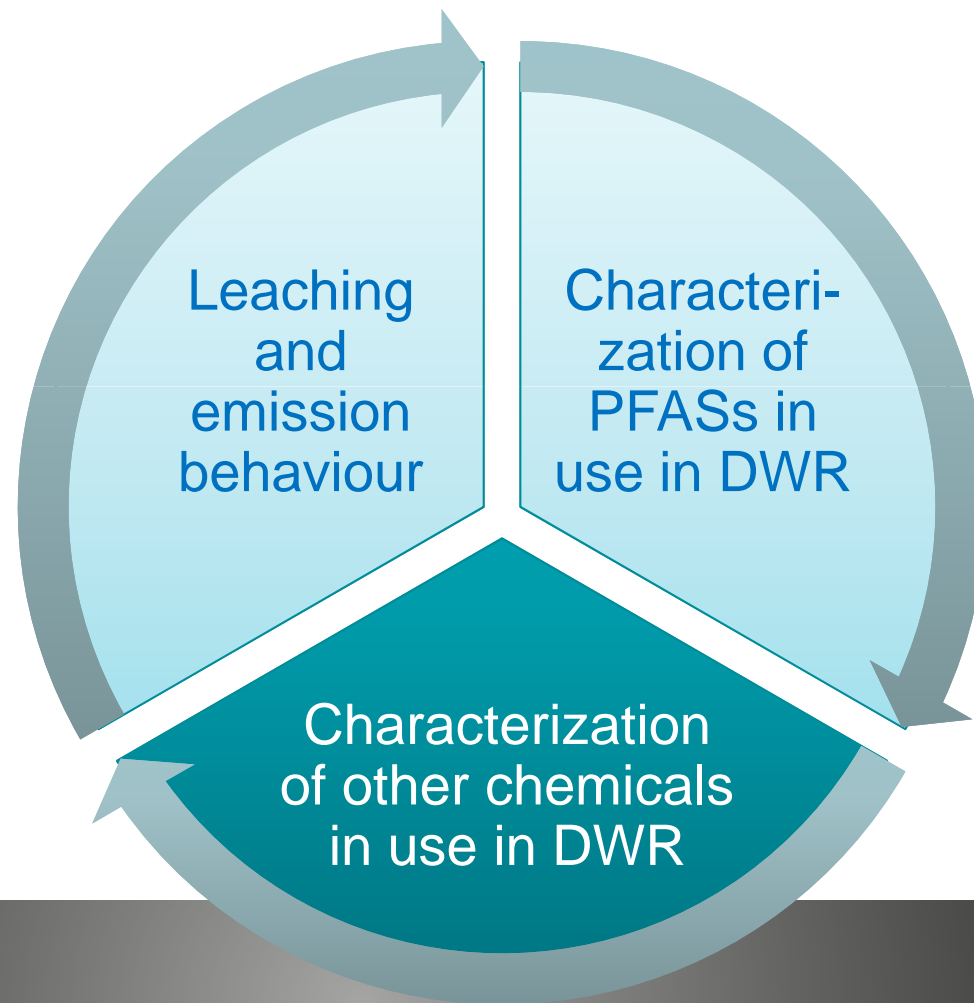 Leaching
and
emission
behaviour
Characteri-
zation of
PFASs in
use in DWR
Characterization
of other chemicals
in use in DWR